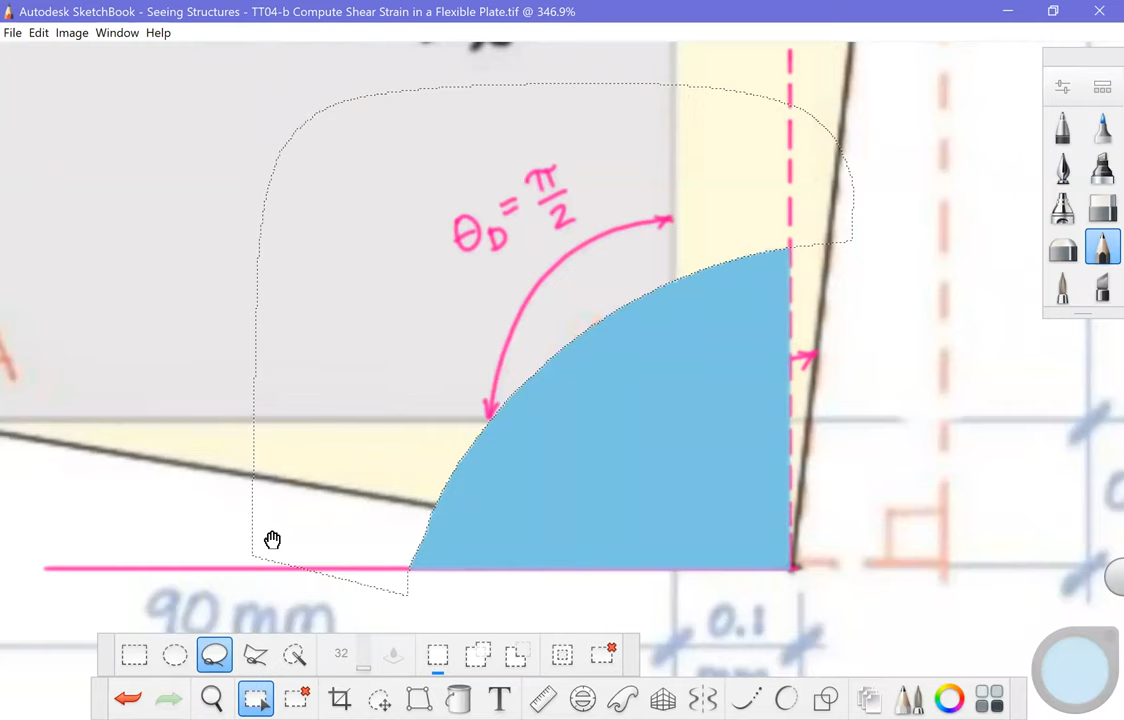 Autodesk SketchBook - Seeing Structures - TT04-b Compute Shear Strain in a Flexible Plate.tif @ 346.9%
File Edit Image Window Help
θD = π/2
A
90 mm
0.1
32